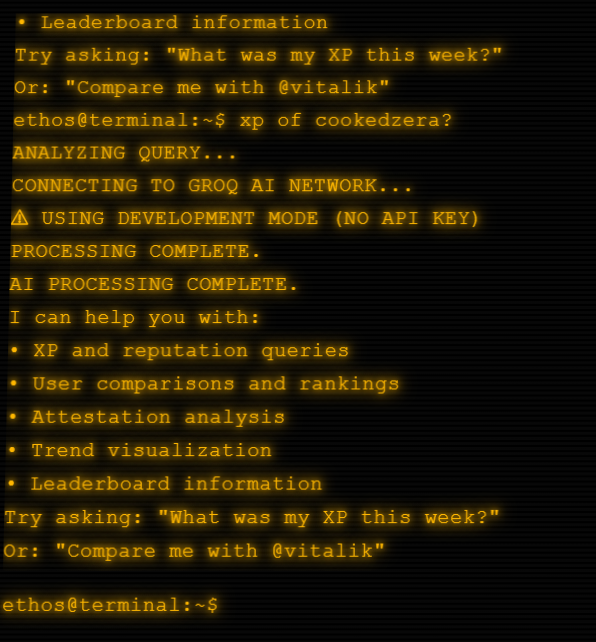 • Leaderboard information
Try asking: "What was my XP this week?"
Or: "Compare me with @vitalik"
ethos@terminal:~$ xp of cookedzera?
ANALYZING QUERY...
CONNECTING TO GROQ AI NETWORK...
⚠ USING DEVELOPMENT MODE (NO API KEY)
PROCESSING COMPLETE.
AI PROCESSING COMPLETE.
I can help you with:
• XP and reputation queries
• User comparisons and rankings
• Attestation analysis
• Trend visualization
• Leaderboard information
Try asking: "What was my XP this week?"
Or: "Compare me with @vitalik"
ethos@terminal:~$